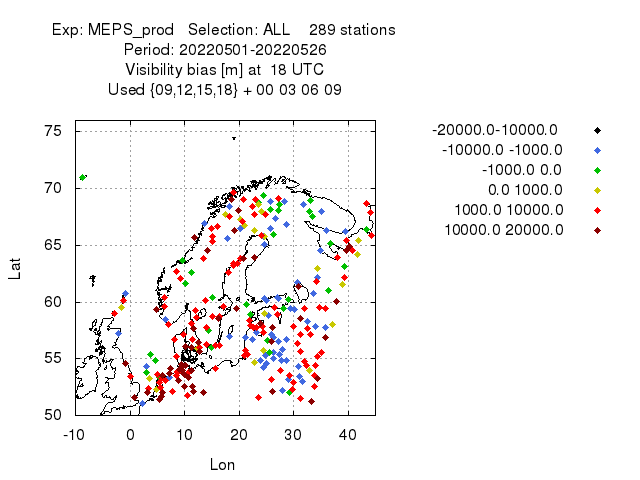 Exp: MEPS_prod   Selection: ALL    289 stations
Period: 20220501-20220526
Visibility bias [m] at  18 UTC
Used {09,12,15,18} + 00 03 06 09
-20000.0-10000.0
-10000.0 -1000.0
-1000.0 0.0
0.0 1000.0
1000.0 10000.0
10000.0 20000.0
75
70
65
60
55
50
Lat
-10 0 10 20 30 40
Lon